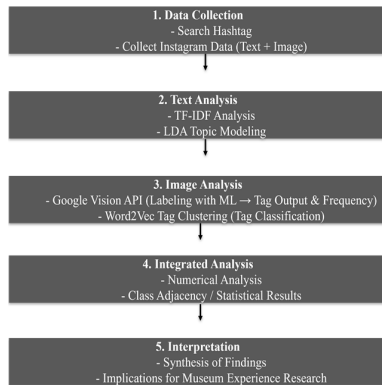 1. Data Collection
- Search Hashtag
- Collect Instagram Data (Text + Image)
2. Text Analysis
- TF-IDF Analysis
- LDA Topic Modeling
3. Image Analysis
- Google Vision API (Labeling with ML → Tag Output & Frequency)
- Word2Vec Tag Clustering (Tag Classification)
4. Integrated Analysis
- Numerical Analysis
- Class Adjacency / Statistical Results
5. Interpretation
- Synthesis of Findings
- Implications for Museum Experience Research